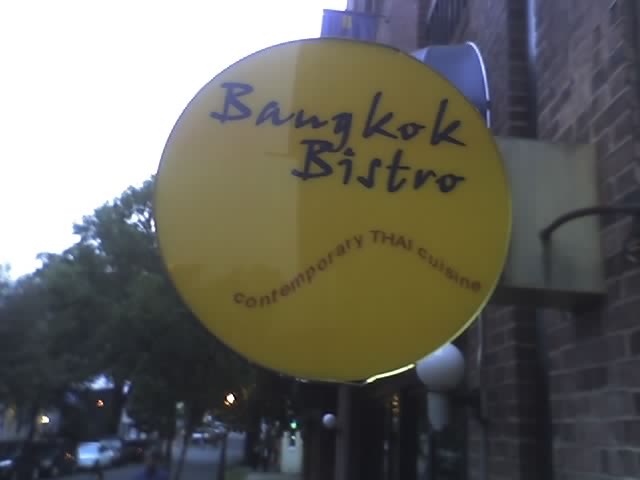 Bangkok
Bistro
contemporary THAI cuisine